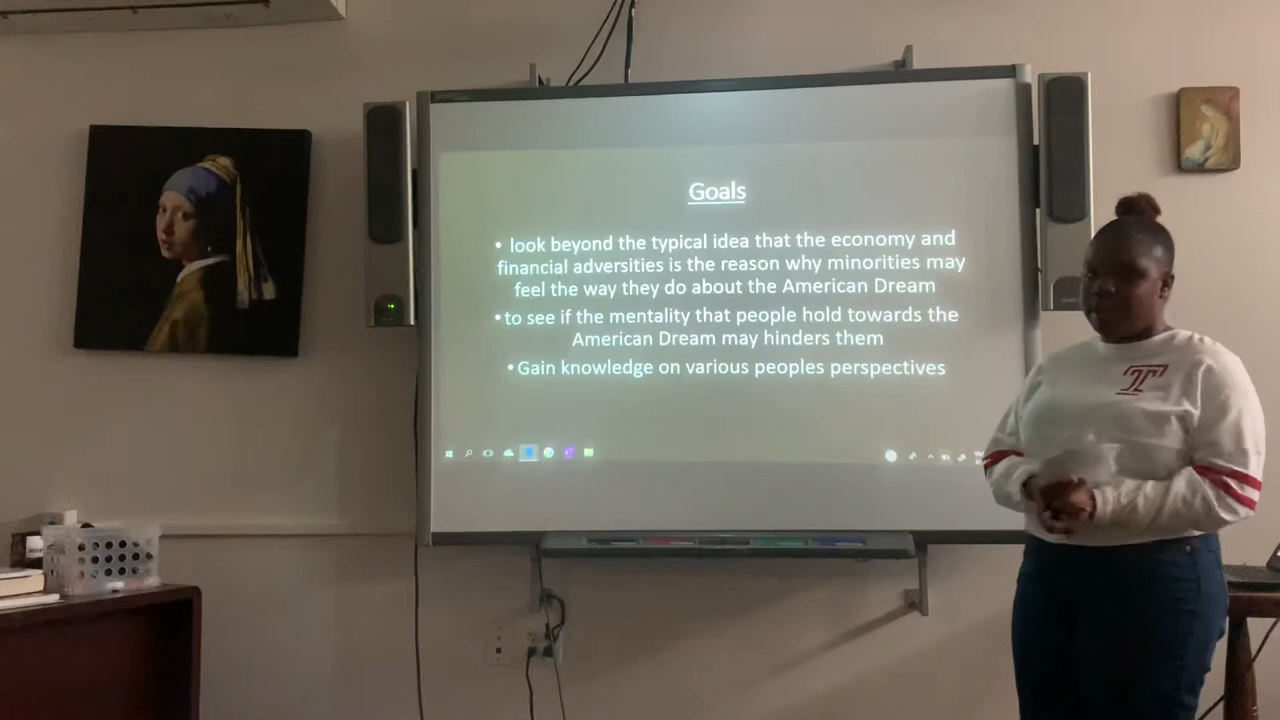 Goals
• look beyond the typical idea that the economy and
financial adversities is the reason why minorities may
feel the way they do about the American Dream
• to see if the mentality that people hold towards the
American Dream may hinders them
• Gain knowledge on various peoples perspectives
T